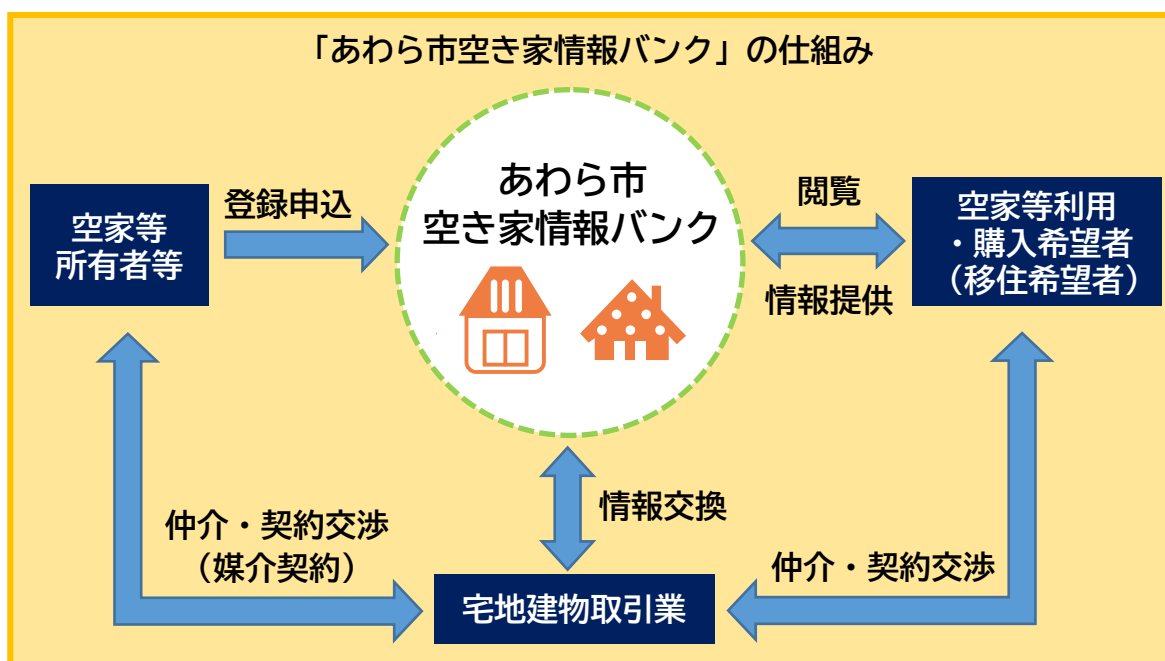 「あわら市空き家情報バンク」の仕組み
あわら市
空き家情報バンク
空家等
所有者等
登録申込
閲覧
情報提供
空家等利用
・購入希望者
（移住希望者）
仲介・契約交渉
（媒介契約）
情報交換
仲介・契約交渉
宅地建物取引業